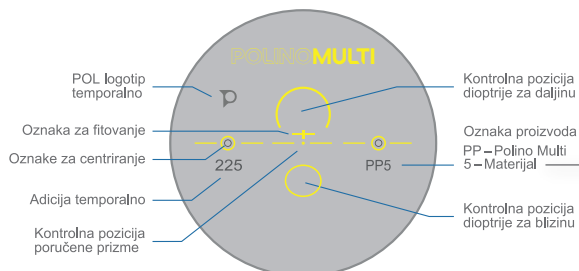 POLINOMULTI
POL logotip
temporalno
Oznaka za fitovanje
Oznake za centriranje
225
Adicija temporalno
Kontrolna pozicija
poručene prizme
Kontrolna pozicija
dioptrije za daljinu
Oznaka proizvoda
PP – Polino Multi
5 – Materijal
PP5
Kontrolna pozicija
dioptrije za blizinu